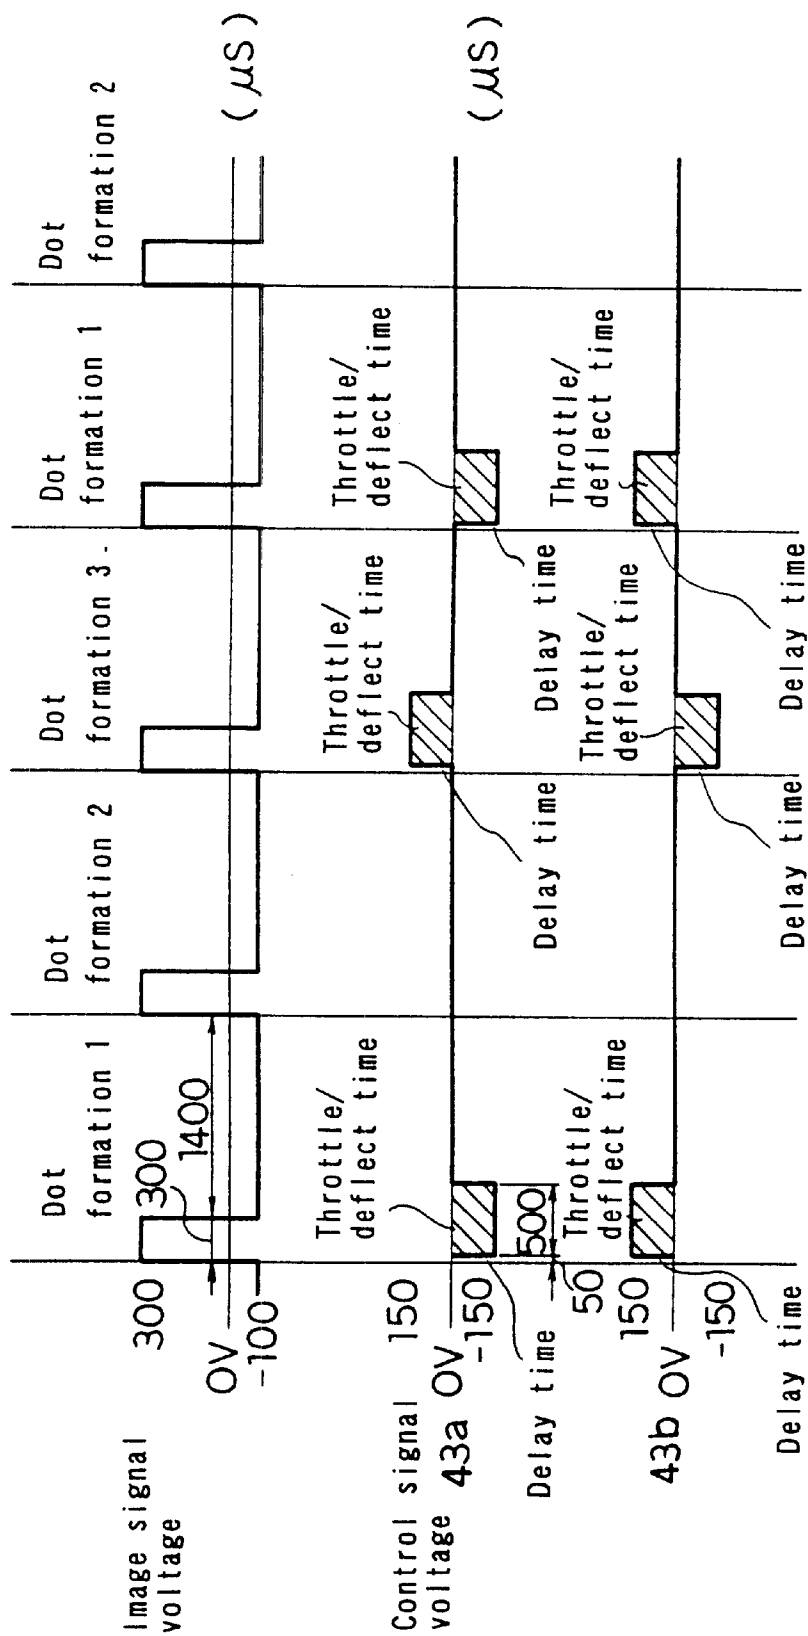 Image signal
voltage
300
0V
-100
Dot
formation 1
300
1400
Dot
formation 2
Dot
formation 3.
Dot
formation 1
Dot
formation 2
(μS)
Control signal
voltage
43a
150
0V
-150
Throttle/
deflect time
Delay time
500
50
Throttle/
deflect time
Delay time
Throttle/
deflect time
Delay time
(μS)
43b
150
0V
-150
Throttle/
deflect time
Delay time
Throttle/
deflect time
Delay time
Throttle/
deflect time
Delay time